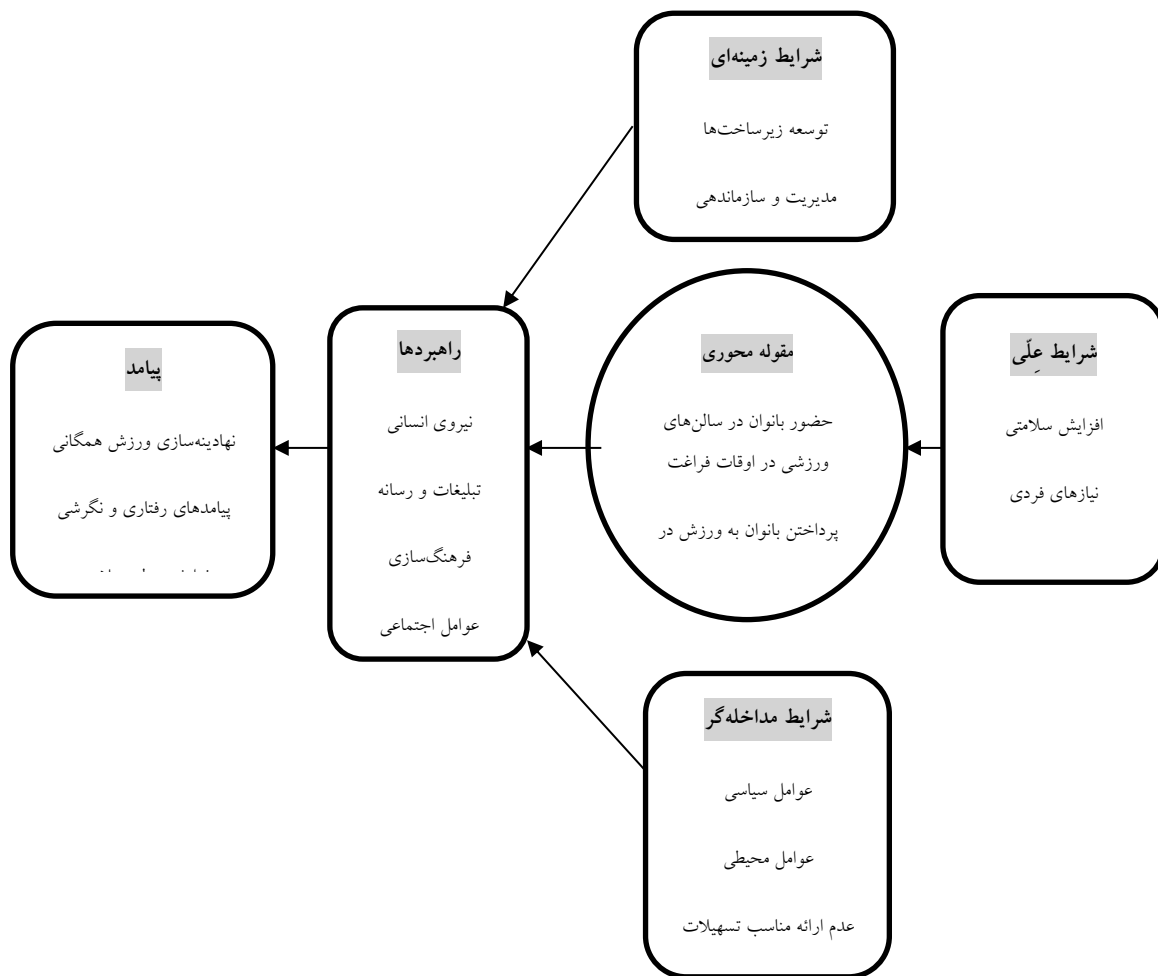 شرایط زمینه‌ای
توسعه زیرساخت‌ها
مدیریت و سازماندهی
شرایط عِلّی
افزایش سلامتی
نیازهای فردی
مقوله محوری
حضور بانوان در سالن‌های
ورزشی در اوقات فراغت
پرداختن بانوان به ورزش در
راهبردها
نیروی انسانی
تبلیغات و رسانه
فرهنگ‌سازی
عوامل اجتماعی
پیامد
نهادینه‌سازی ورزش همگانی
پیامدهای رفتاری و نگرشی
شرایط مداخله‌گر
عوامل سیاسی
عوامل محیطی
عدم ارائه مناسب تسهیلات